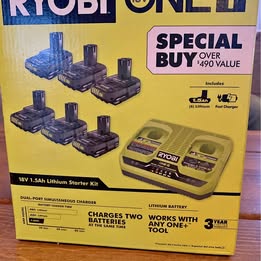 RYOBI ONE+
SPECIAL
BUY OVER
$490 VALUE
Includes
1.5Ah
(6) Lithium
Fast Charger
RYOBI
18V 1.5Ah Lithium Starter Kit
DUAL-PORT SIMULTANEOUS CHARGER
LITHIUM BATTERY
CHARGES TWO
BATTERIES
AT THE SAME TIME
WORKS WITH
ANY ONE+
TOOL
3 YEAR